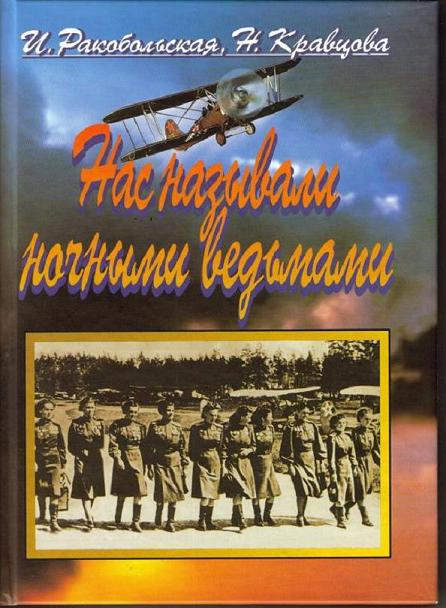 И. Ракобольская, Н. Кравцова
Нас называли
ночными ведьмами